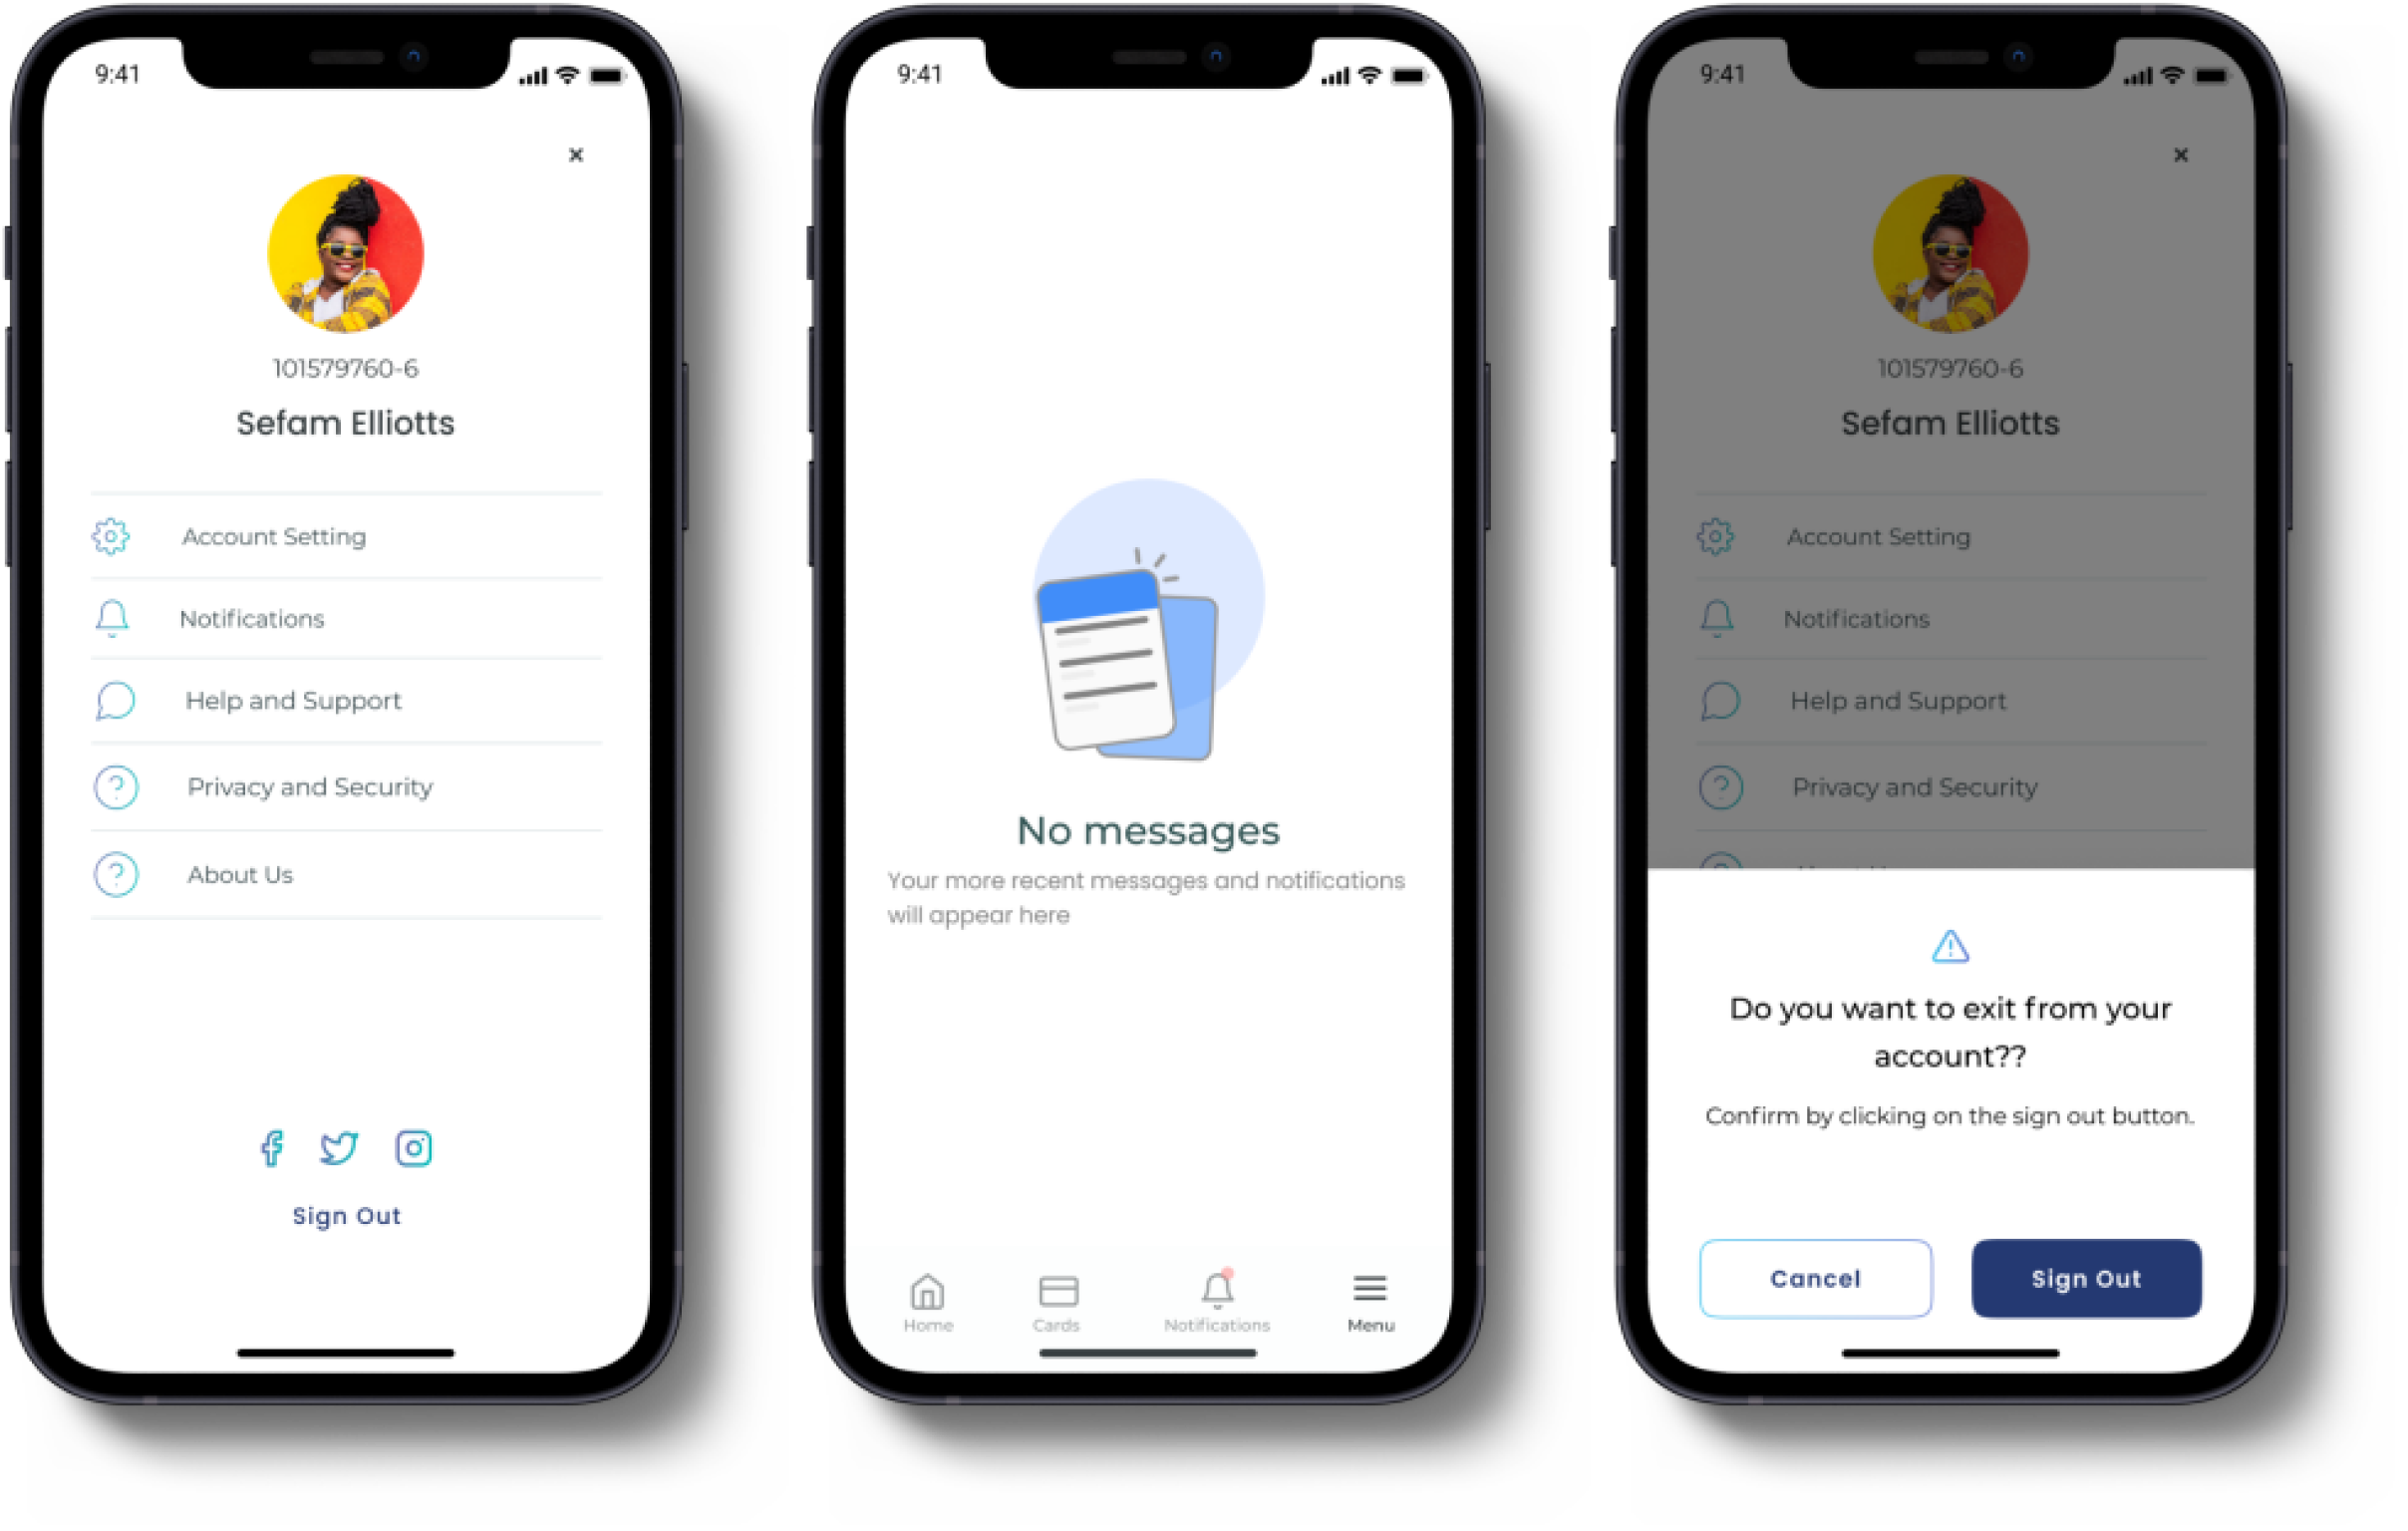 9:41
101579760-6
Sefam Elliotts
Account Setting
Notifications
Help and Support
Privacy and Security
About Us
Sign Out
9:41
No messages
Your more recent messages and notifications
will appear here
Home
Cards
Notifications
Menu
9:41
101579760-6
Sefam Elliotts
Account Setting
Notifications
Help and Support
Privacy and Security
Do you want to exit from your
account??
Confirm by clicking on the sign out button.
Cancel
Sign Out